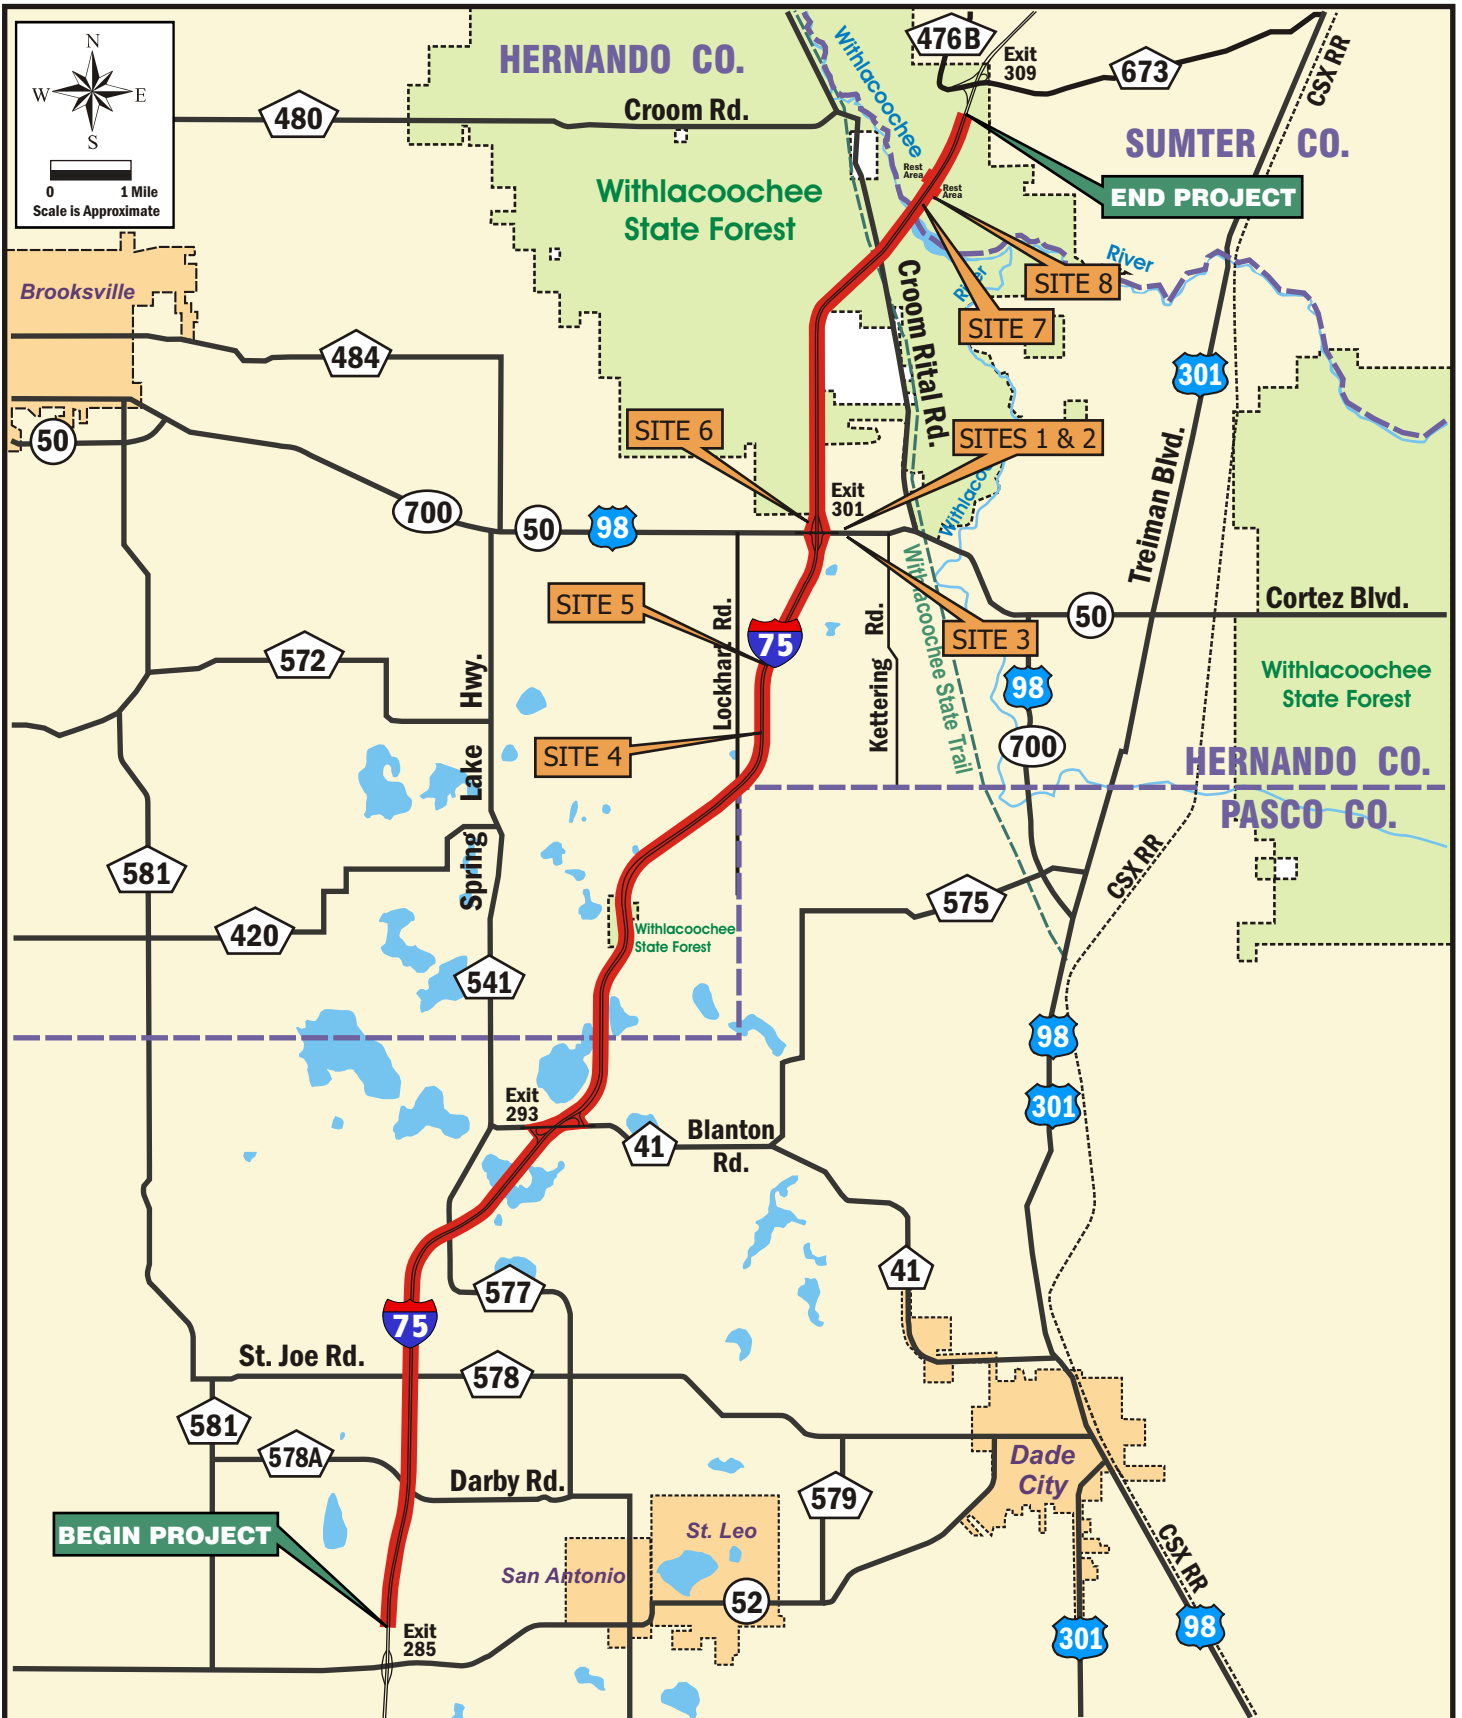 HERNANDO CO.
476B
Exit
309
673
CSX RR
N
W
E
S
0
1 Mile
Scale is Approximate
480
Croom Rd.
Withlacoochee
SUMTER CO.
Withlacoochee
State Forest
Rest
Area
Rest
Area
END PROJECT
Brooksville
River
River
SITE 8
SITE 7
484
Croom Rital Rd.
301
50
SITE 6
SITES 1 & 2
Treiman Blvd.
700
50
98
Exit
301
Withlacoo
SITE 5
Lockhart Rd.
75
Kettering Rd.
Withlacoochee State Trail
SITE 3
50
Cortez Blvd.
572
Spring Lake Hwy.
98
Withlacoochee
State Forest
SITE 4
700
HERNANDO CO.
PASCO CO.
581
CSX RR
420
575
Withlacoochee
State Forest
541
98
301
Exit
293
41
Blanton
Rd.
41
577
75
St. Joe Rd.
578
581
578A
Darby Rd.
579
Dade
City
BEGIN PROJECT
St. Leo
San Antonio
52
CSX RR
Exit
285
301
98